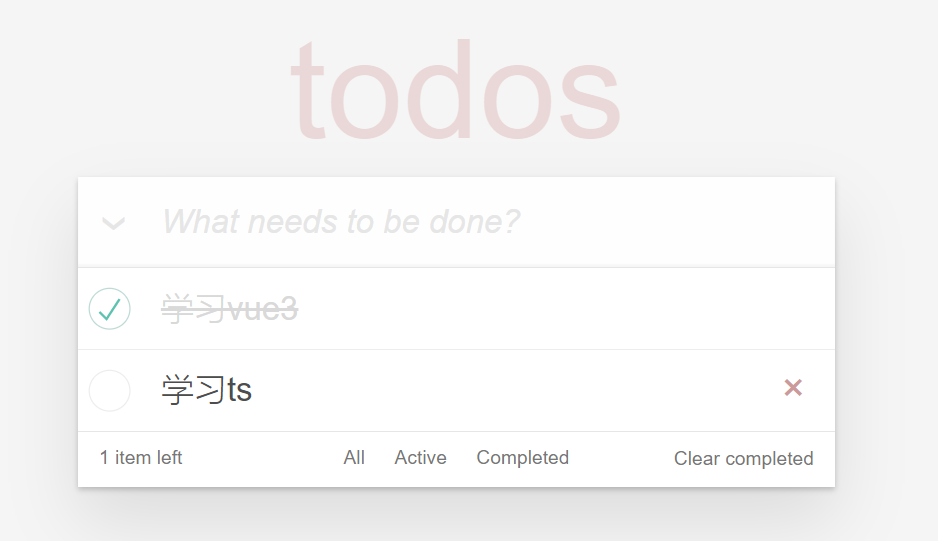 todos
What needs to be done?
学习vue3
学习ts
1 item left All Active Completed Clear completed